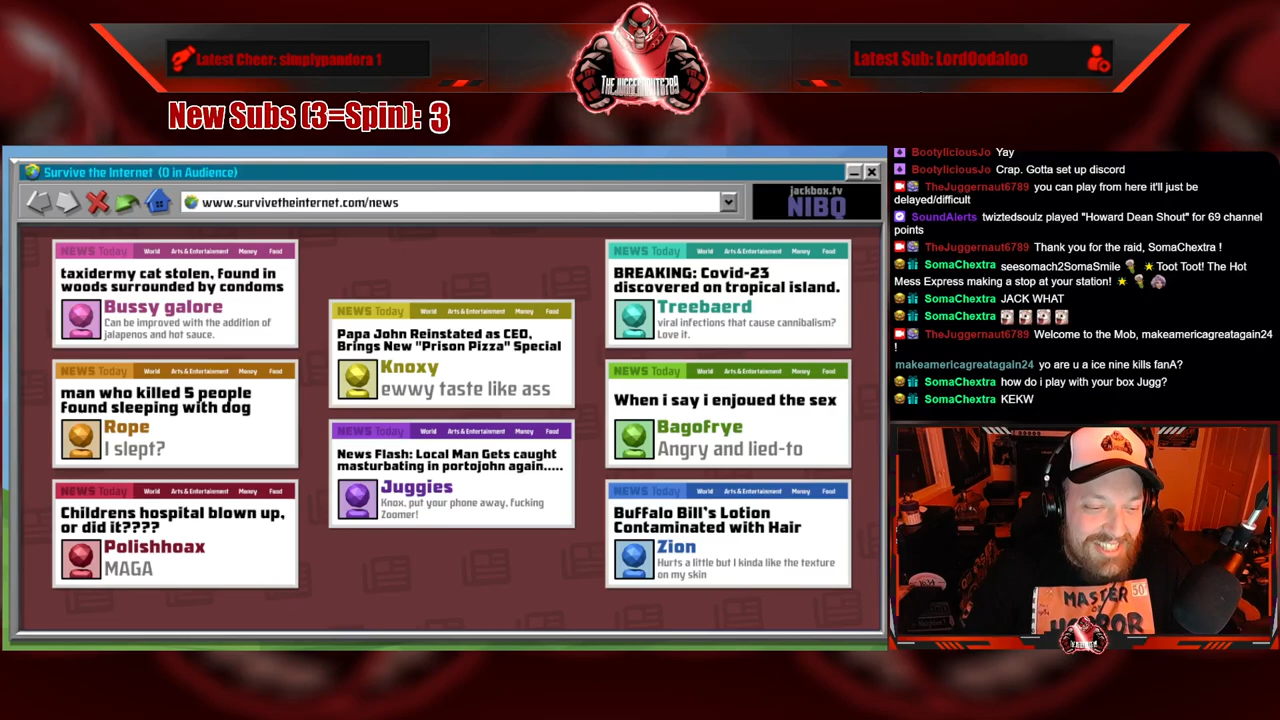 Latest Cheer: simplypandora 1
THEJUGGERNAUT6789
Latest Sub: LordOodaloo
New Subs (3=Spin): 3
Survive the Internet (0 in Audience)
www.survivetheinternet.com/news
jackbox.tv
NIBQ
NEWS Today World Arts & Entertainment Money Food
taxidermy cat stolen, found in
woods surrounded by condoms
Bussy galore
Can be improved with the addition of
jalapenos and hot sauce.
NEWS Today World Arts & Entertainment Money Food
man who killed 5 people
found sleeping with dog
Rope
I slept?
NEWS Today World Arts & Entertainment Money Food
Childrens hospital blown up,
or did it????
Polishhoax
MAGA
NEWS Today World Arts & Entertainment Money Food
Papa John Reinstated as CEO,
Brings New "Prison Pizza" Special
Knoxy
ewwy taste like ass
NEWS Today World Arts & Entertainment Money Food
News Flash: Local Man Gets caught
masturbating in portojohn again.....
Juggies
Knox, put your phone away, fucking
Zoomer!
NEWS Today World Arts & Entertainment Money Food
BREAKING: Covid-23
discovered on tropical island.
Treebaerd
viral infections that cause cannibalism?
Love it.
NEWS Today World Arts & Entertainment Money Food
When i say i enjoued the sex
Bagofrye
Angry and lied-to
NEWS Today World Arts & Entertainment Money Food
Buffalo Bill's Lotion
Contaminated with Hair
Zion
Hurts a little but I kinda like the texture
on my skin
BootyliciousJo Yay
BootyliciousJo Crap. Gotta set up discord
TheJuggernaut6789 you can play from here it'll just be
delayed/difficult
SoundAlerts twiztedsoulz played "Howard Dean Shout" for 69 channel
points
TheJuggernaut6789 Thank you for the raid, SomaChextra !
SomaChextra seesomach2SomaSmile Toot Toot! The Hot
Mess Express making a stop at your station!
SomaChextra JACK WHAT
SomaChextra
TheJuggernaut6789 Welcome to the Mob, makeamericagreatagain24
!
makeamericagreatagain24 yo are u a ice nine kills fanA?
SomaChextra how do i play with your box Jugg?
SomaChextra KEKW
MASTER
OF
HORROR
50¢